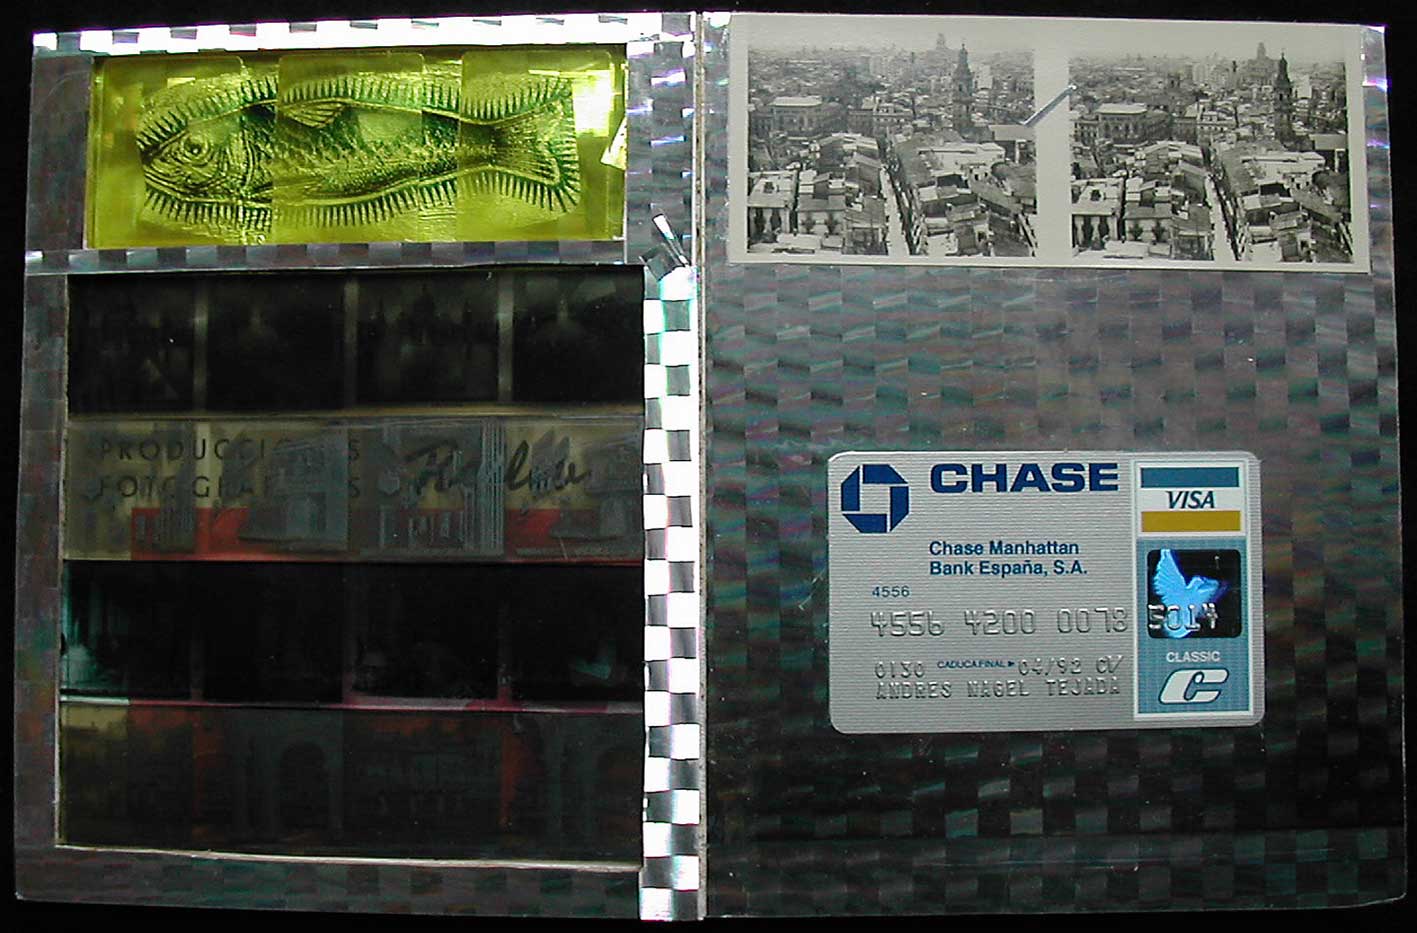 PRODUCCIONES
FOTOGRAFICAS
CHASE
VISA
Chase Manhattan
Bank España, S.A.
4556
4556 4200 0078 5014
0130 CADUCA FINAL ► 04/92 CV
ANDRES NAGEL TEJADA
CLASSIC
C